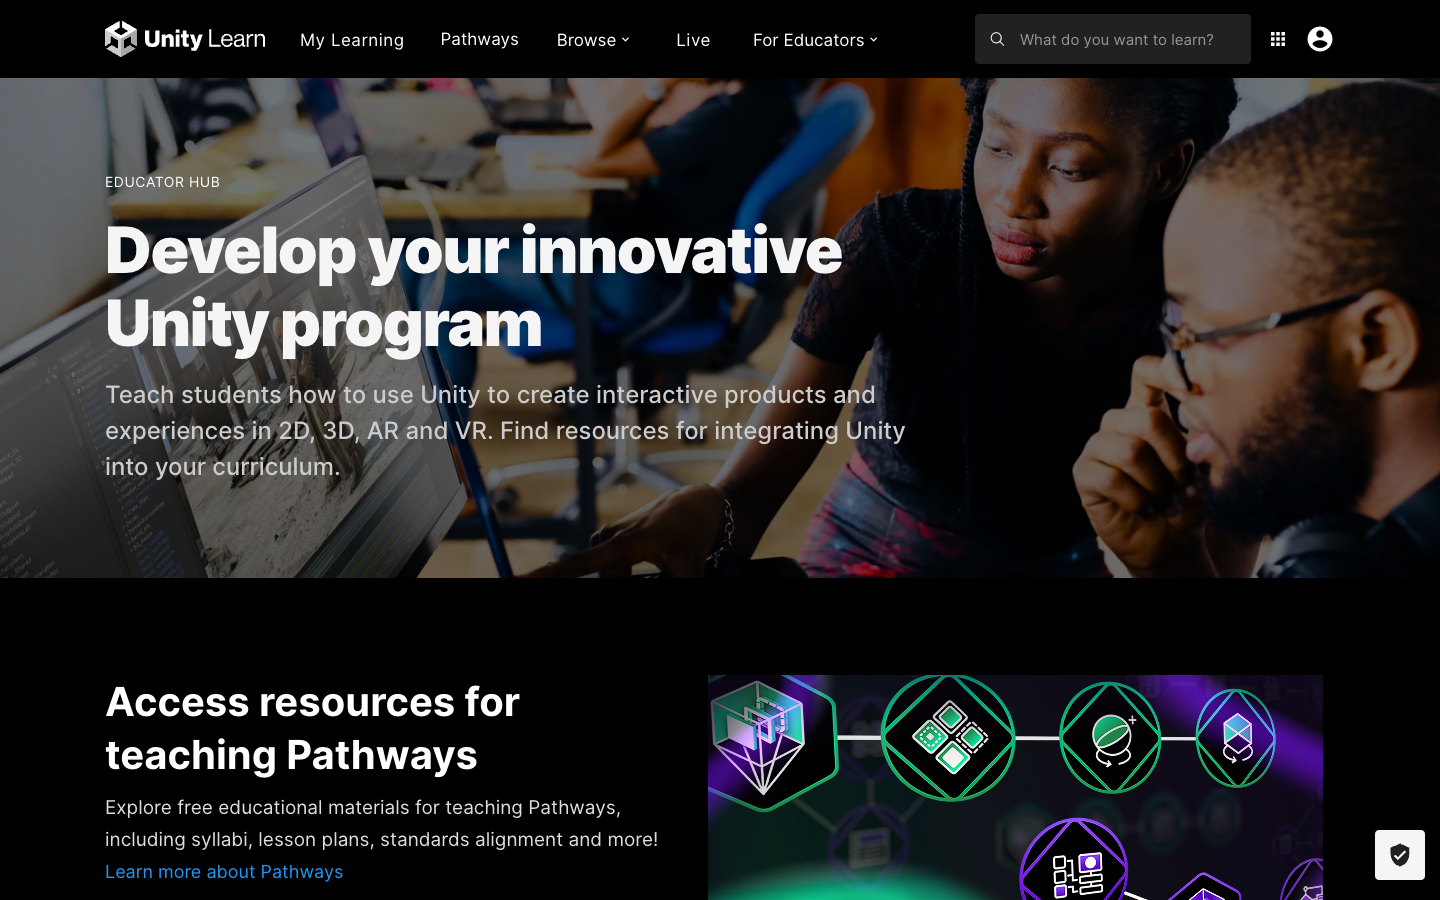 Unity Learn
My Learning
Pathways
Browse
Live
For Educators
What do you want to learn?
EDUCATOR HUB
Develop your innovative
Unity program
Teach students how to use Unity to create interactive products and
experiences in 2D, 3D, AR and VR. Find resources for integrating Unity
into your curriculum.
Access resources for
teaching Pathways
Explore free educational materials for teaching Pathways,
including syllabi, lesson plans, standards alignment and more!
Learn more about Pathways